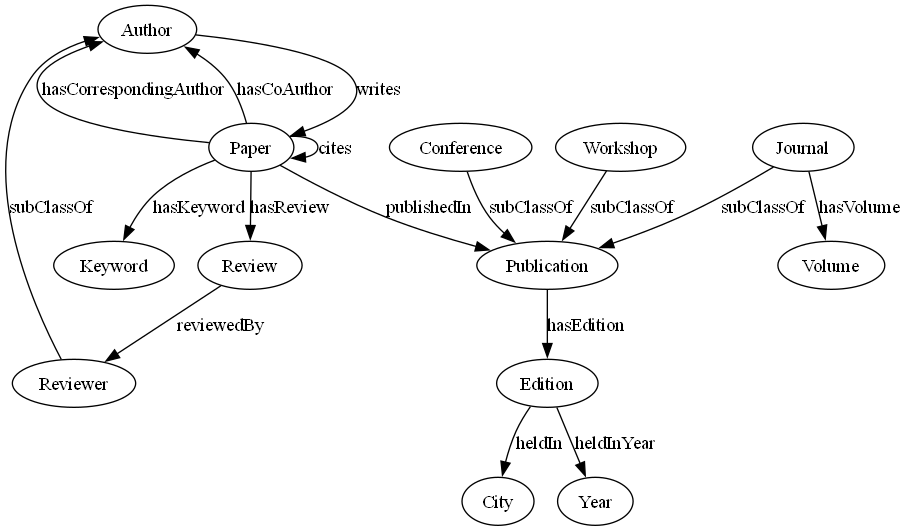 Author
hasCorrespondingAuthor
hasCoAuthor
writes
Paper
cites
Conference
Workshop
Journal
subClassOf
hasKeyword
hasReview
publishedIn
subClassOf
subClassOf
subClassOf
hasVolume
Keyword
Review
Publication
Volume
reviewedBy
hasEdition
Reviewer
Edition
heldIn
heldInYear
City
Year